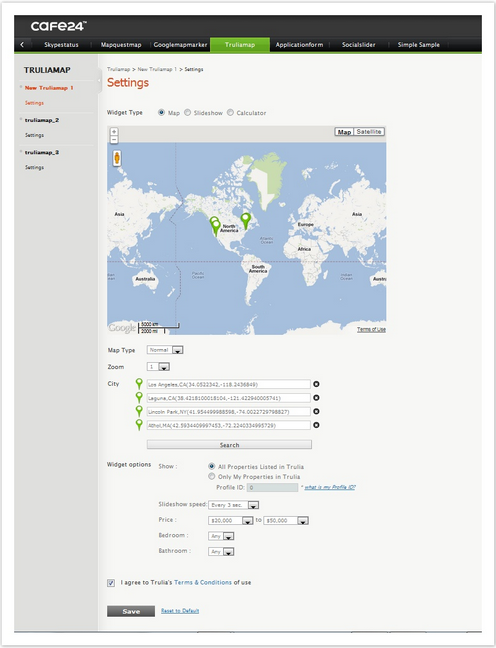 cafe24™
Skypestatus Mapquestmap Googlemapmarker Truliamap Applicationform Socialslider Simple Sample
TRULIAMAP
New Truliamap 1
Settings
truliamap_2
Settings
truliamap_3
Settings
Truliamap > New Truliamap 1 > Settings
Settings
Widget Type Map Slideshow Calculator
Map Satellite
Asia
North America
Europe
Asia
Atlantic Ocean
Africa
Pacific Ocean
South America
Australia
Indian Ocean
Australia
Google
5000 km
2000 mi
Terms of Use
Map Type Normal
Zoom 1
City Los Angeles,CA(34.0522342,-118.2436849)
Laguna,CA(38.4218100018104,-121.422940005741)
Lincoln Park,NY(41.954499988598,-74.0022729798827)
Athol,MA(42.5934409997453,-72.2240334995729)
Search
Widget options Show : All Properties Listed in Trulia
Only My Properties in Trulia
Profile ID: 0 * what is my Profile ID?
Slideshow speed: Every 3 sec.
Price : $20,000 to $50,000
Bedroom : Any
Bathroom : Any
I agree to Trulia's Terms & Conditions of use
Save Reset to Default